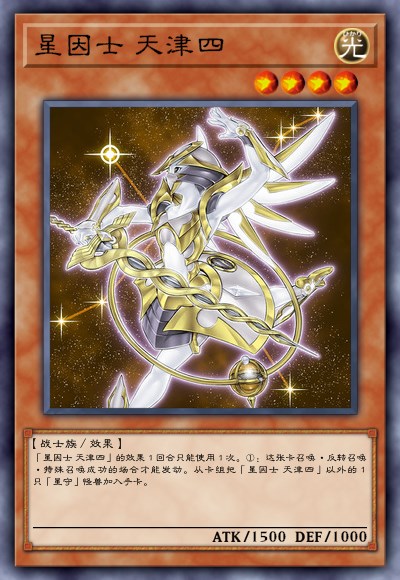 星因士 天津四
光
ひかり
【战士族／效果】
「星因士 天津四」的效果１回合只能使用１次。①：这张卡召唤
・反转召唤・特殊召唤成功的场合才能发动。从卡组把「星因士 天津四」以外的１
只「星守」怪兽加入手卡。
ATK/1500 DEF/1000